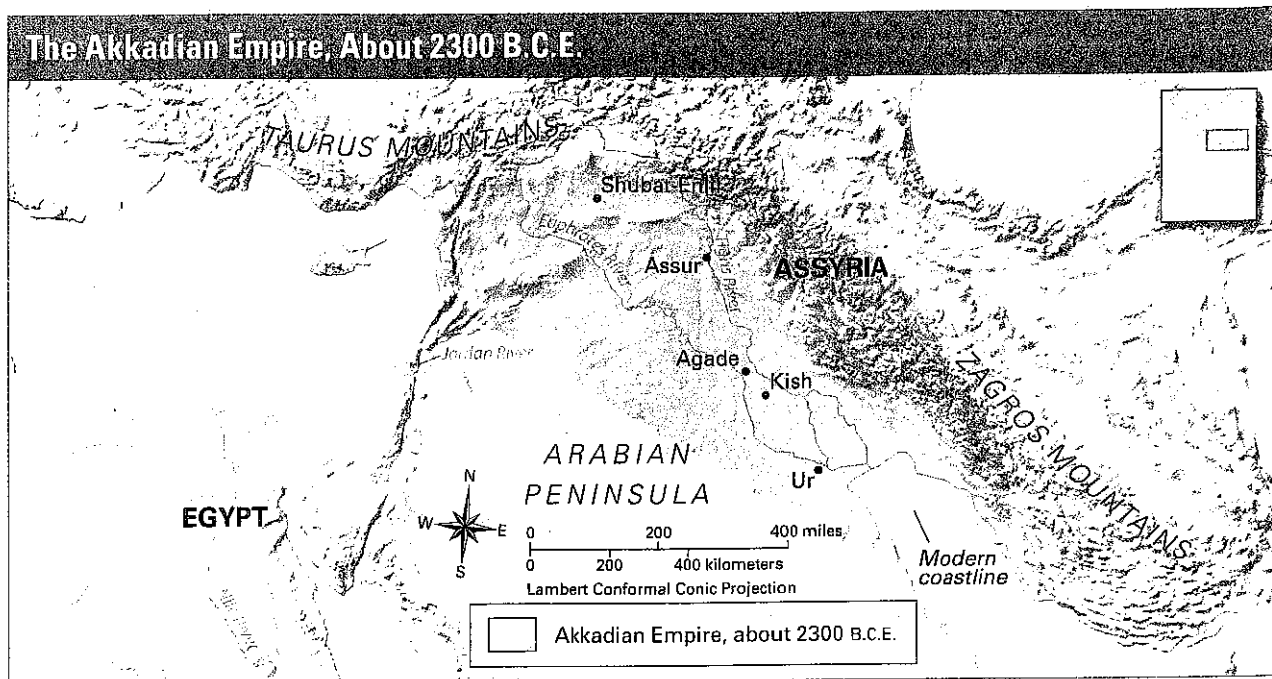 The Akkadian Empire, About 2300 B.C.E.
TAURUS MOUNTAINS
Shubat-Enlil
Euphrates River
Tigris River
Assur
ASSYRIA
Jordan River
Agade
Kish
ZAGROS MOUNTAINS
ARABIAN
PENINSULA
Ur
EGYPT
N
W
E
S
0 200 400 miles
0 200 400 kilometers
Lambert Conformal Conic Projection
Modern
coastline
Akkadian Empire, about 2300 B.C.E.